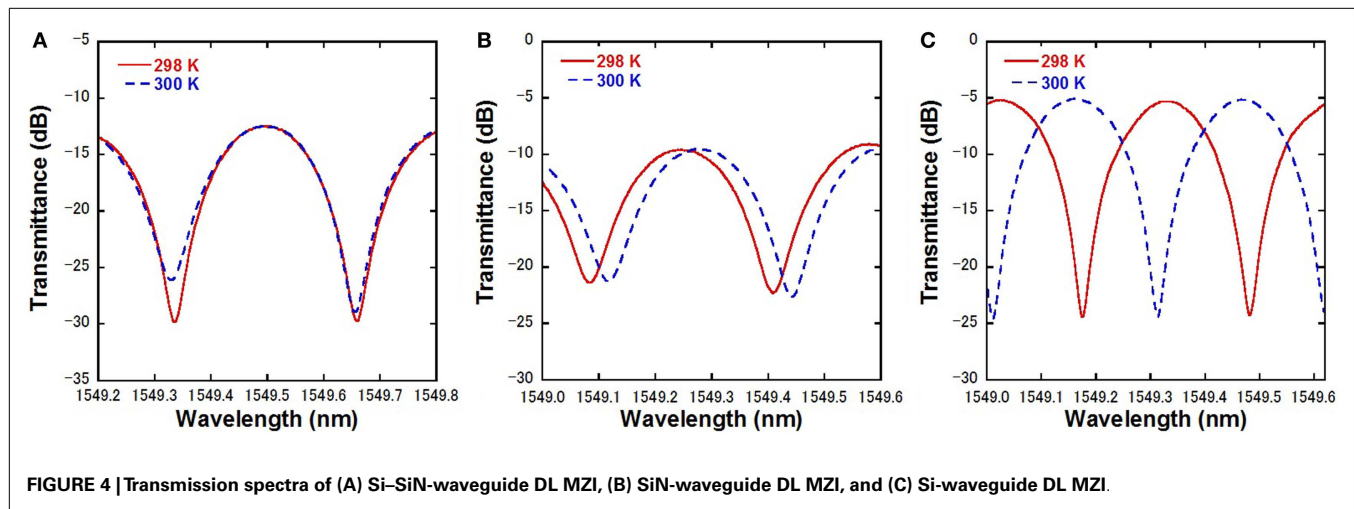 A
−5
−10
−15
−20
−25
−30
−35
Transmittance (dB)
298 K
300 K
1549.2 1549.3 1549.4 1549.5 1549.6 1549.7 1549.8
Wavelength (nm)
B
0
−5
−10
−15
−20
−25
−30
Transmittance (dB)
298 K
300 K
1549.0 1549.1 1549.2 1549.3 1549.4 1549.5 1549.6
Wavelength (nm)
C
0
−5
−10
−15
−20
−25
−30
Transmittance (dB)
298 K
300 K
1549.0 1549.1 1549.2 1549.3 1549.4 1549.5 1549.6
Wavelength (nm)
FIGURE 4 | Transmission spectra of (A) Si–SiN-waveguide DL MZI, (B) SiN-waveguide DL MZI, and (C) Si-waveguide DL MZI.